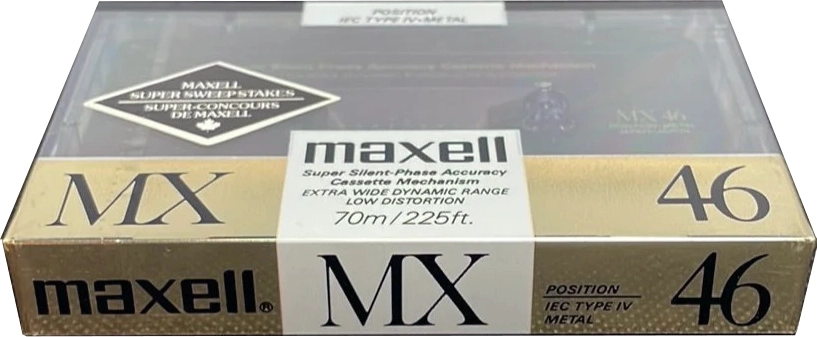 POSITION
IEC TYPE IV•METAL
MAXELL
SUPER SWEEPSTAKES
SUPER-CONCOURS
DE MAXELL
MX 46
maxell
Super Silent-Phase Accuracy
Cassette Mechanism
EXTRA WIDE DYNAMIC RANGE
LOW DISTORTION
70m/225ft.
MX
46
maxell®
MX
POSITION
IEC TYPE IV
METAL
46